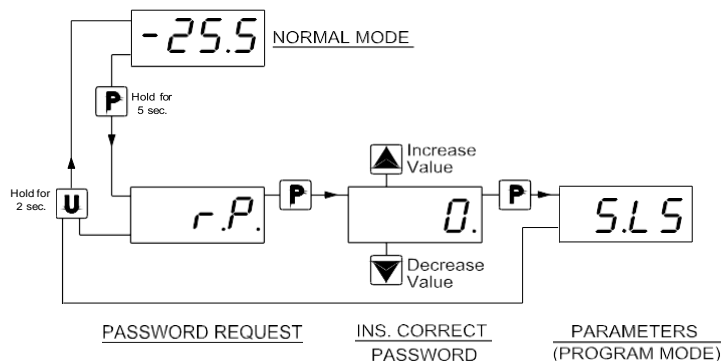 -25.5
NORMAL MODE
P
Hold for
5 sec.
Hold for
2 sec.
U
r.P.
P
Increase
Value
0.
Decrease
Value
P
S.LS
PASSWORD REQUEST
INS. CORRECT
PASSWORD
PARAMETERS
(PROGRAM MODE)